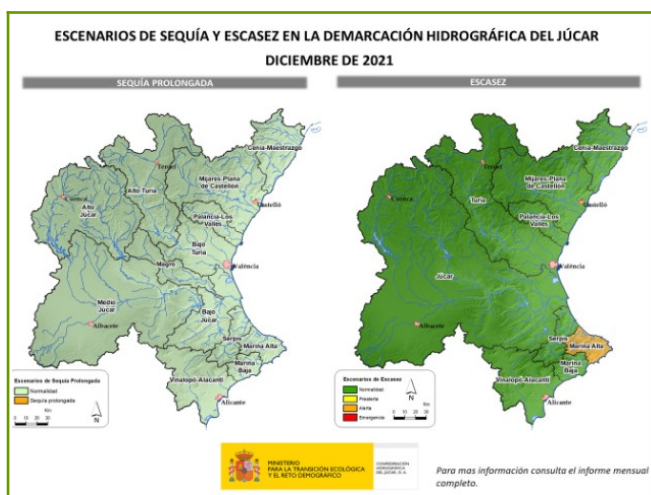 ESCENARIOS DE SEQUÍA Y ESCASEZ EN LA DEMARCACIÓN HIDROGRÁFICA DEL JÚCAR
DICIEMBRE DE 2021
SEQUÍA PROLONGADA
Cenia-Maestrazgo
Teruel
Mijares-Plana
de Castellón
Alto Turia
Cuenca
Alto
Júcar
Castelló
Palancia-Los
Valles
Bajo
Turia
Magro
València
Medio
Júcar
Bajo
Júcar
Albacete
Serpis
Marina Alta
Marina
Baja
Vinalopó-Alacantí
Alicante
Escenarios de Sequía Prolongada
Normalidad
Sequía prolongada
N
Km
0 10 20 30
ESCASEZ
Cenia-Maestrazgo
Teruel
Mijares-Plana
de Castellón
Cuenca
Turia
Castelló
Palancia-Los
Valles
València
Júcar
Albacete
Serpis
Marina Alta
Marina
Baja
Vinalopó-Alacantí
Alicante
Escenarios de Escasez
Normalidad
Prealerta
Alerta
Emergencia
N
Km
0 10 20 30
MINISTERIO
PARA LA TRANSICIÓN ECOLÓGICA
Y EL RETO DEMOGRÁFICO
CONFEDERACIÓN
HIDROGRÁFICA
DEL JÚCAR, O. A.
Para mas información consulta el informe mensual
completo.